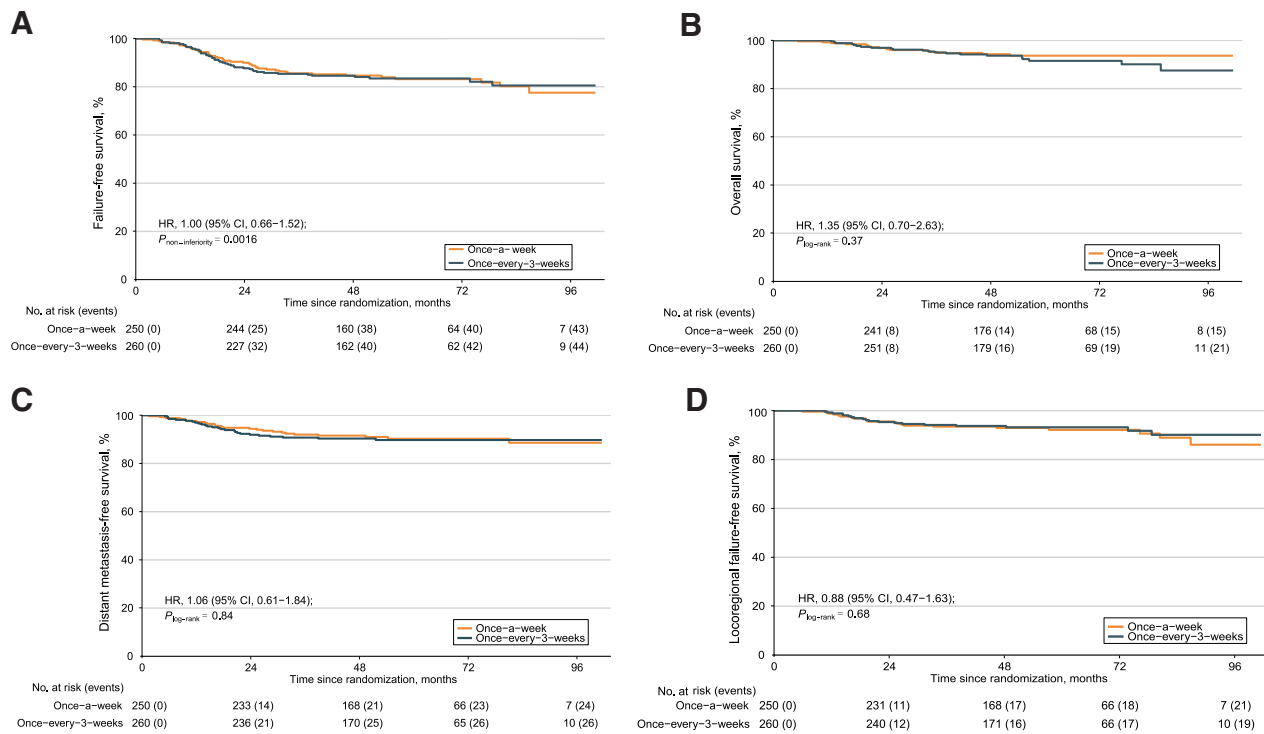 A
Failure-free survival, %
100
80
60
40
20
0
HR, 1.00 (95% CI, 0.66–1.52);
Pnon–inferiority = 0.0016
Once-a-week
Once-every-3-weeks
0 24 48 72 96
Time since randomization, months
No. at risk (events)
Once-a-week 250 (0) 244 (25) 160 (38) 64 (40) 7 (43)
Once-every-3-weeks 260 (0) 227 (32) 162 (40) 62 (42) 9 (44)
B
Overall survival, %
100
80
60
40
20
0
HR, 1.35 (95% CI, 0.70–2.63);
Plog-rank = 0.37
Once-a-week
Once-every-3-weeks
0 24 48 72 96
Time since randomization, months
No. at risk (events)
Once-a-week 250 (0) 241 (8) 176 (14) 68 (15) 8 (15)
Once-every-3-weeks 260 (0) 251 (8) 179 (16) 69 (19) 11 (21)
C
Distant metastasis-free survival, %
100
80
60
40
20
0
HR, 1.06 (95% CI, 0.61–1.84);
Plog-rank = 0.84
Once-a-week
Once-every-3-weeks
0 24 48 72 96
Time since randomization, months
No. at risk (events)
Once-a-week 250 (0) 233 (14) 168 (21) 66 (23) 7 (24)
Once-every-3-weeks 260 (0) 236 (21) 170 (25) 65 (26) 10 (26)
D
Locoregional failure-free survival, %
100
80
60
40
20
0
HR, 0.88 (95% CI, 0.47–1.63);
Plog-rank = 0.68
Once-a-week
Once-every-3-weeks
0 24 48 72 96
Time since randomization, months
No. at risk (events)
Once-a-week 250 (0) 231 (11) 168 (17) 66 (18) 7 (21)
Once-every-3-weeks 260 (0) 240 (12) 171 (16) 66 (17) 10 (19)